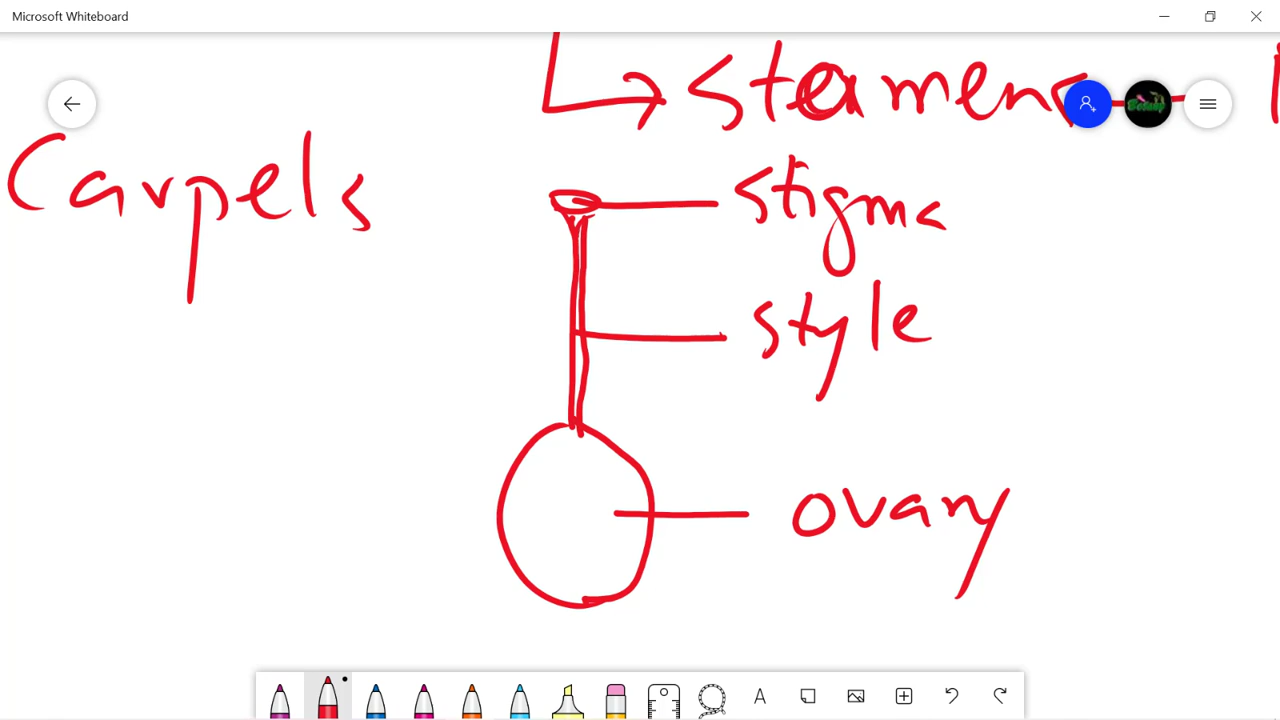 Microsoft Whiteboard
stamens
Carpels
stigma
style
ovary
A